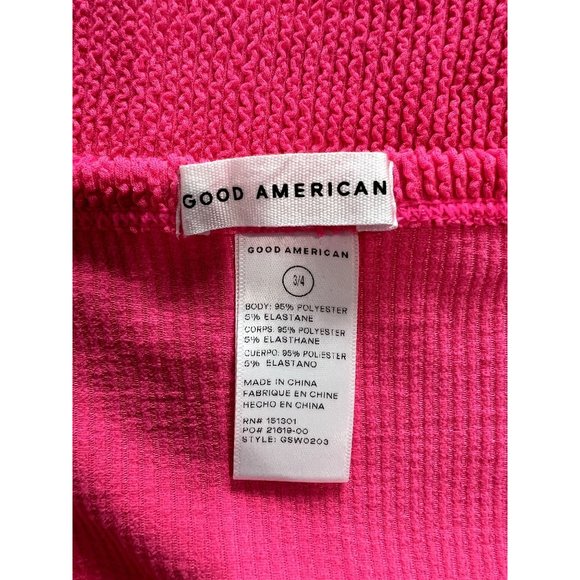 GOOD AMERICAN
GOOD AMERICAN
3/4
BODY: 95% POLYESTER
5% ELASTANE
CORPS: 95% POLYESTER
5% ELASTHANE
CUERPO: 95% POLIESTER
5% ELASTANO
MADE IN CHINA
FABRIQUE EN CHINE
HECHO EN CHINA
RN# 151301
PO# 21619-00
STYLE: GSW0203